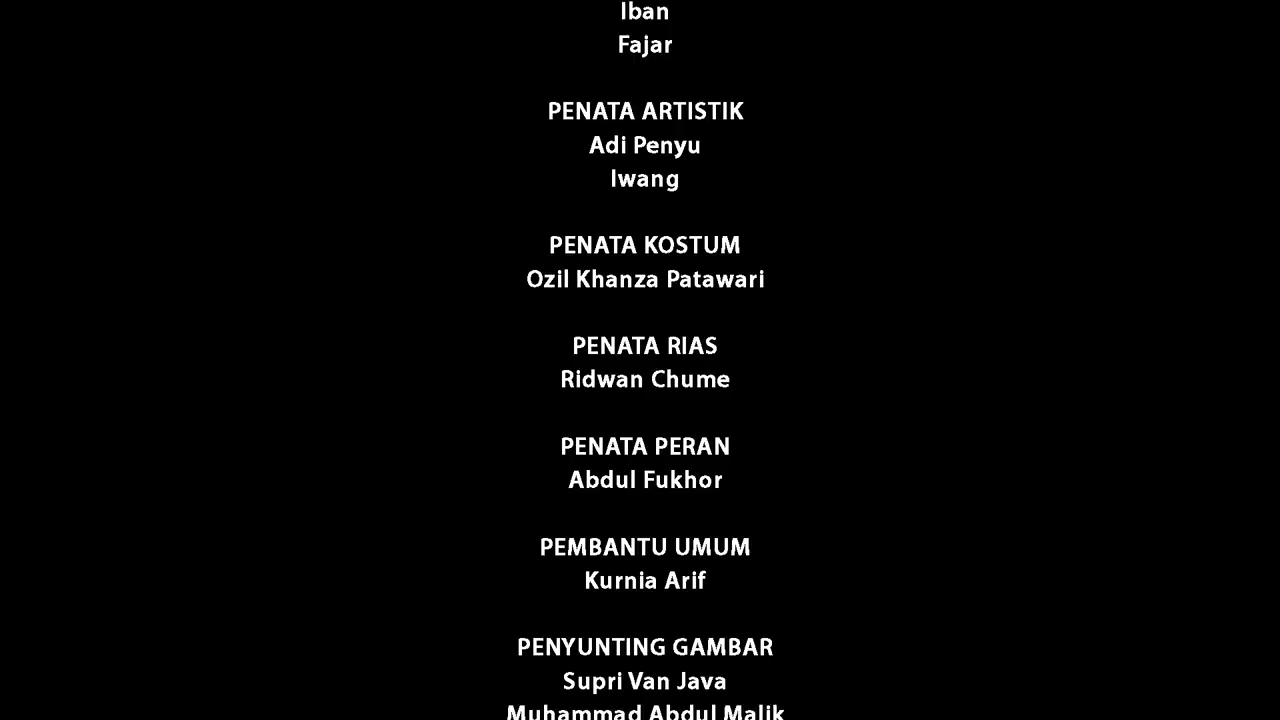 Iban
Fajar
PENATA ARTISTIK
Adi Penyu
Iwang
PENATA KOSTUM
Ozil Khanza Patawari
PENATA RIAS
Ridwan Chume
PENATA PERAN
Abdul Fukhor
PEMBANTU UMUM
Kurnia Arif
PENYUNTING GAMBAR
Supri Van Java
Muhammad Abdul Malik